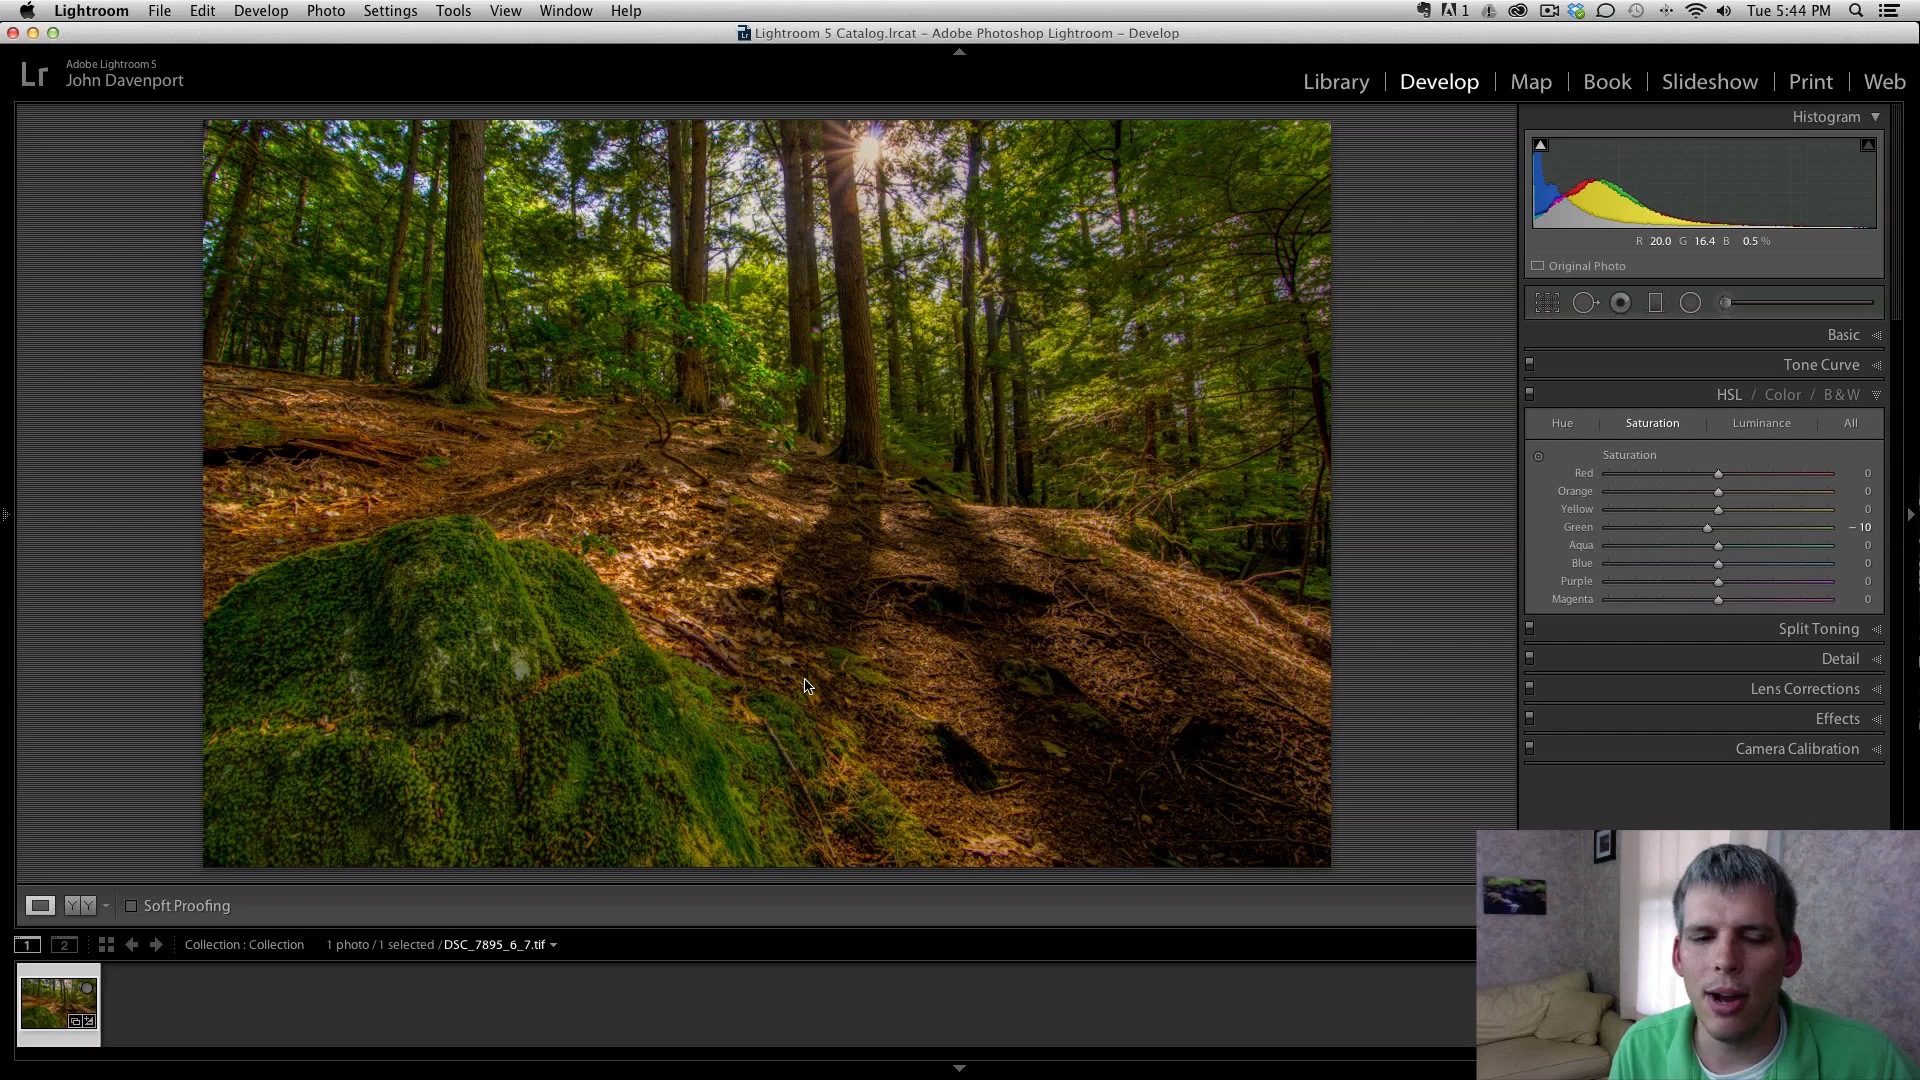 Lightroom File Edit Develop Photo Settings Tools View Window Help 1 Tue 5:44 PM
Lr Lightroom 5 Catalog.lrcat – Adobe Photoshop Lightroom – Develop
Lr Adobe Lightroom 5
John Davenport
Library | Develop | Map | Book | Slideshow | Print | Web
Histogram
R 20.0 G 16.4 B 0.5 %
Original Photo
Basic
Tone Curve
HSL / Color / B & W
Hue Saturation Luminance All
Saturation
Red 0
Orange 0
Yellow 0
Green – 10
Aqua 0
Blue 0
Purple 0
Magenta 0
Split Toning
Detail
Lens Corrections
Effects
Camera Calibration
YY Soft Proofing
1 2 Collection : Collection 1 photo / 1 selected / DSC_7895_6_7.tif